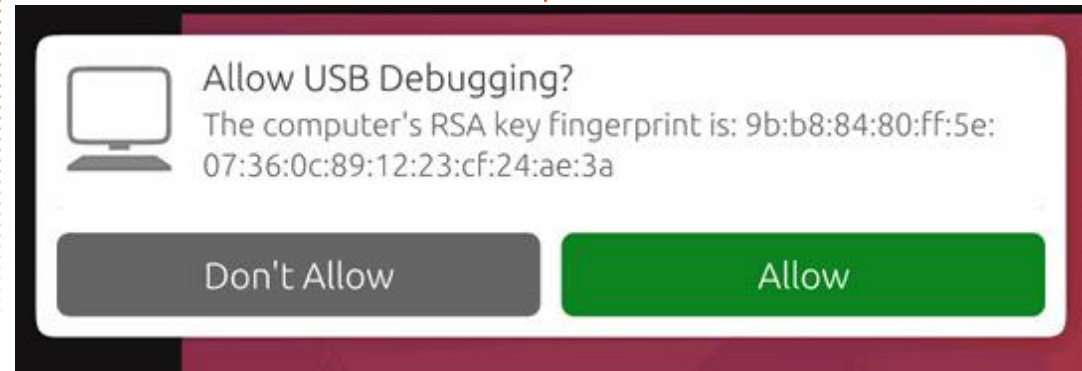 Allow USB Debugging?
The computer's RSA key fingerprint is: 9b:b8:84:80:ff:5e:
07:36:0c:89:12:23:cf:24:ae:3a
Don't Allow
Allow